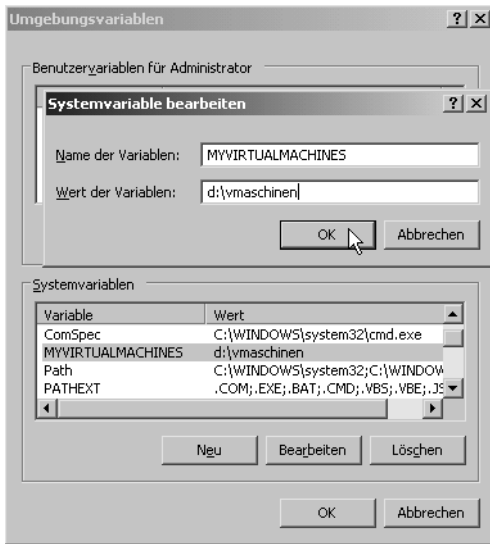 Umgebungsvariablen
Benutzervariablen für Administrator
Systemvariable bearbeiten
Name der Variablen: MYVIRTUALMACHINES
Wert der Variablen: d:\vmaschinen
OK Abbrechen
Systemvariablen
Variable Wert
ComSpec C:\WINDOWS\system32\cmd.exe
MYVIRTUALMACHINES d:\vmaschinen
Path C:\WINDOWS\system32;C:\WINDOW
PATHEXT .COM;.EXE;.BAT;.CMD;.VBS;.VBE;.JS
Neu Bearbeiten Löschen
OK Abbrechen